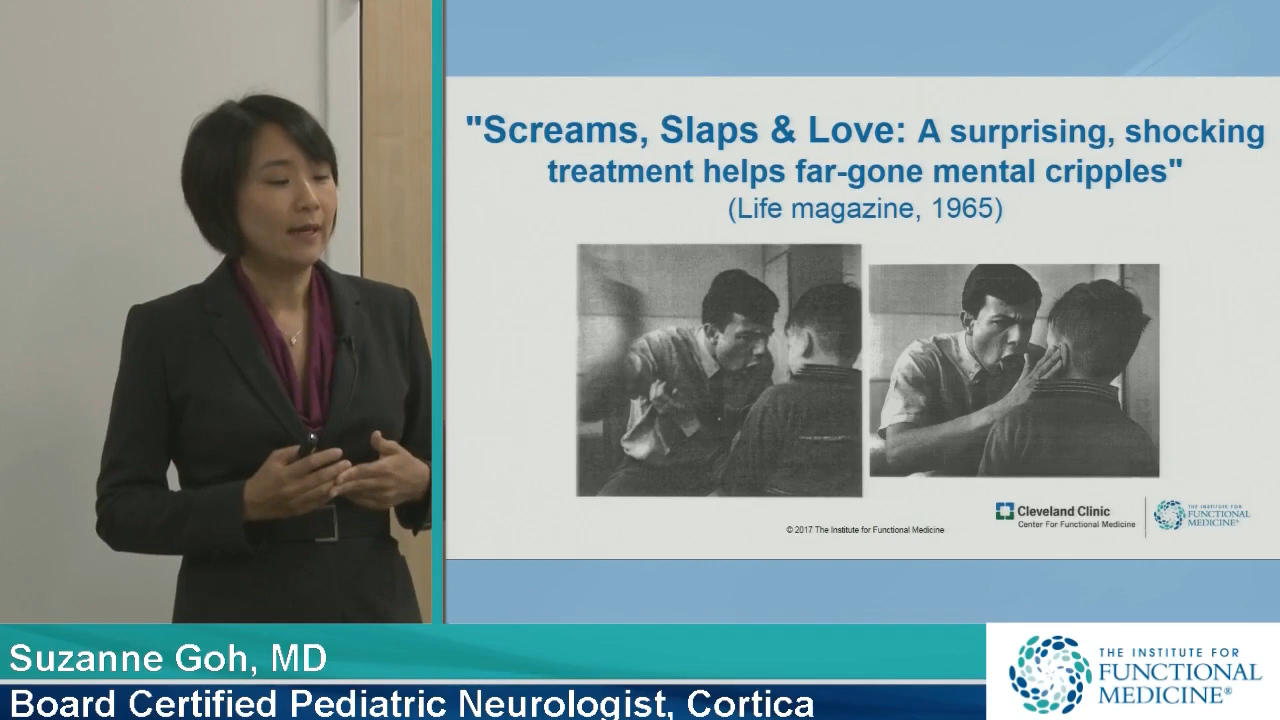 "Screams, Slaps & Love: A surprising, shocking
treatment helps far-gone mental cripples"
(Life magazine, 1965)
© 2017 The Institute for Functional Medicine
Cleveland Clinic
Center For Functional Medicine
THE INSTITUTE FOR
FUNCTIONAL
MEDICINE®
Suzanne Goh, MD
Board Certified Pediatric Neurologist, Cortica
THE INSTITUTE FOR
FUNCTIONAL
MEDICINE®